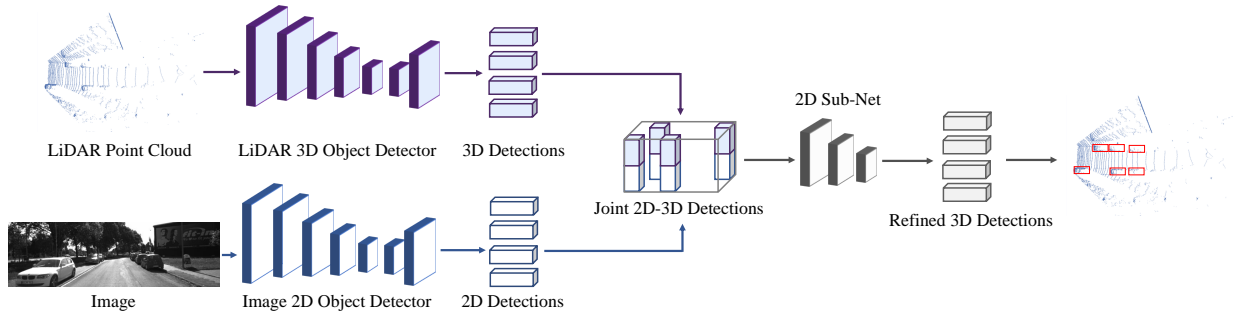 LiDAR Point Cloud
LiDAR 3D Object Detector
3D Detections
2D Sub-Net
Joint 2D-3D Detections
Refined 3D Detections
Image
Image 2D Object Detector
2D Detections